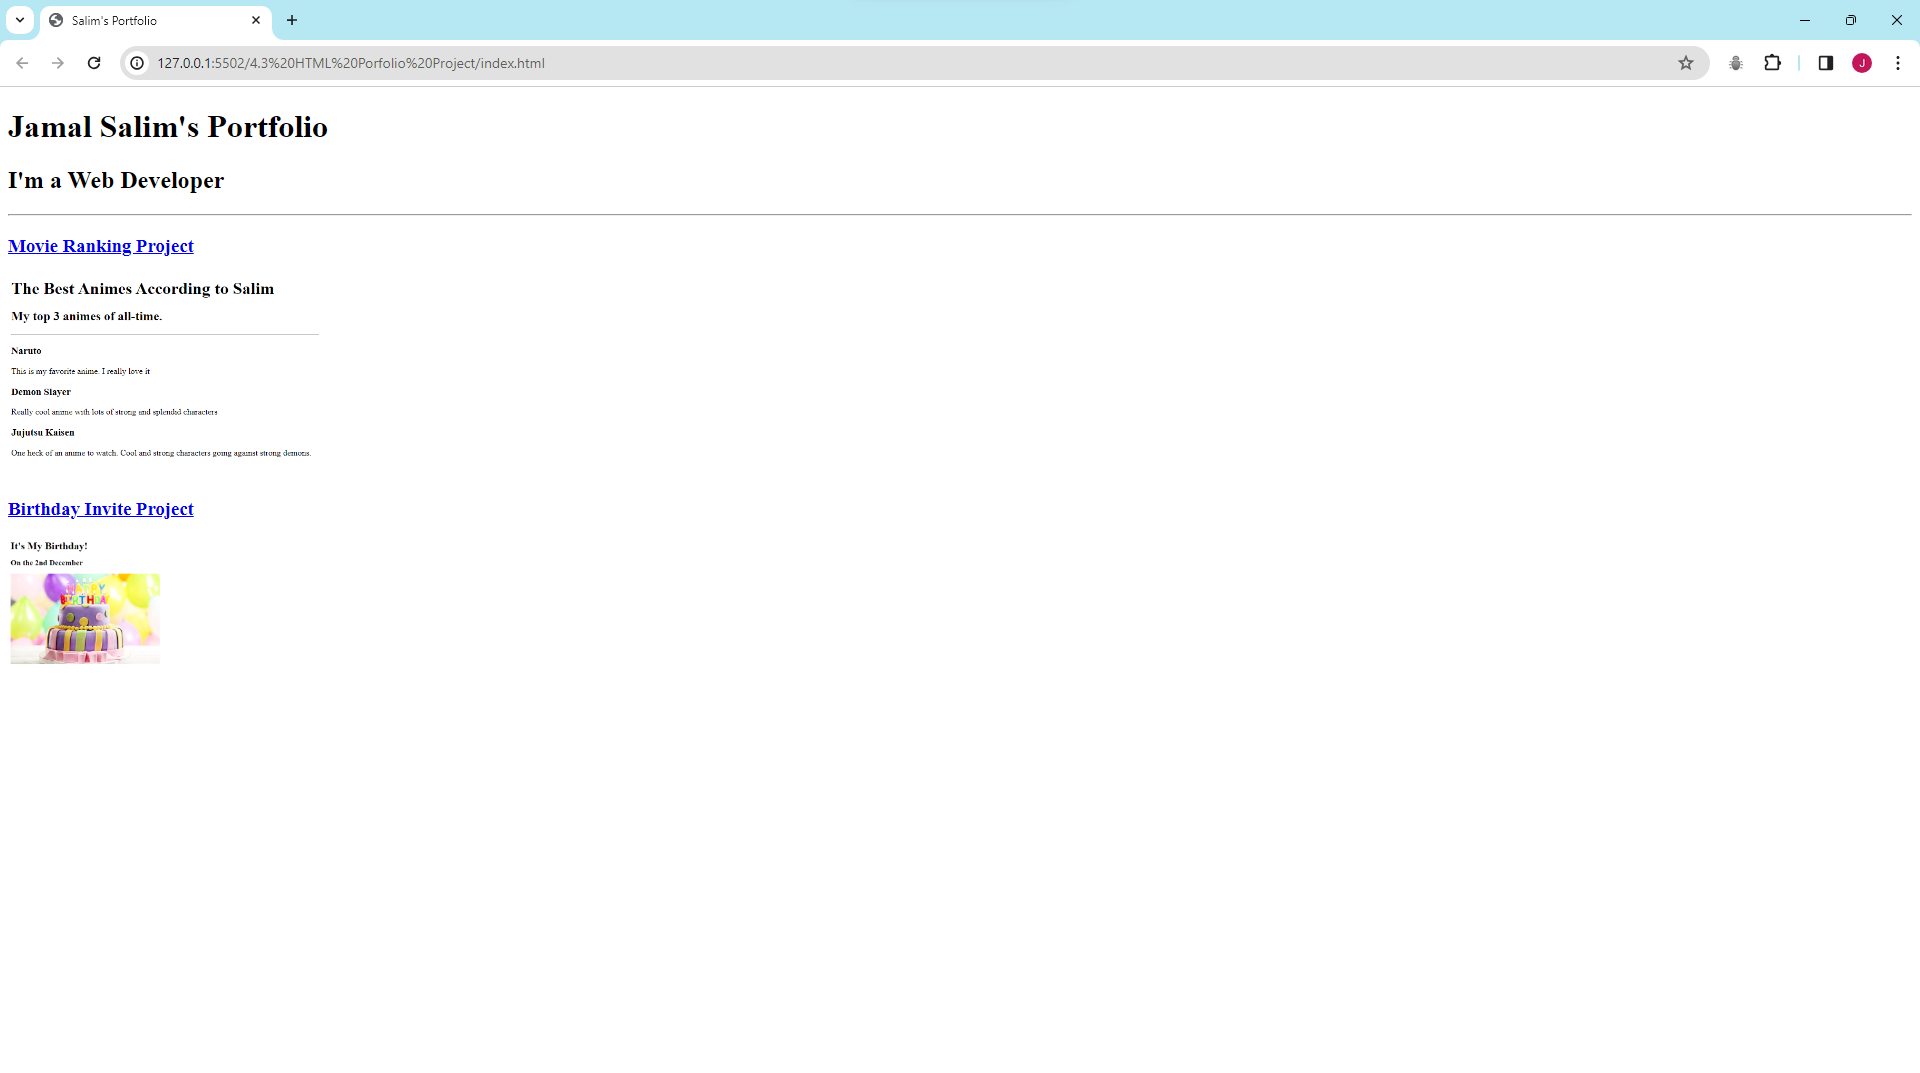 Salim's Portfolio
127.0.0.1:5502/4.3%20HTML%20Porfolio%20Project/index.html
J
Jamal Salim's Portfolio
I'm a Web Developer
Movie Ranking Project
The Best Animes According to Salim
My top 3 animes of all-time.
Naruto
This is my favorite anime. I really love it
Demon Slayer
Really cool anime with lots of strong and splendid characters
Jujutsu Kaisen
One heck of an anime to watch. Cool and strong characters going against strong demons.
Birthday Invite Project
It's My Birthday!
On the 2nd December
HAPPY
BIRTHDAY